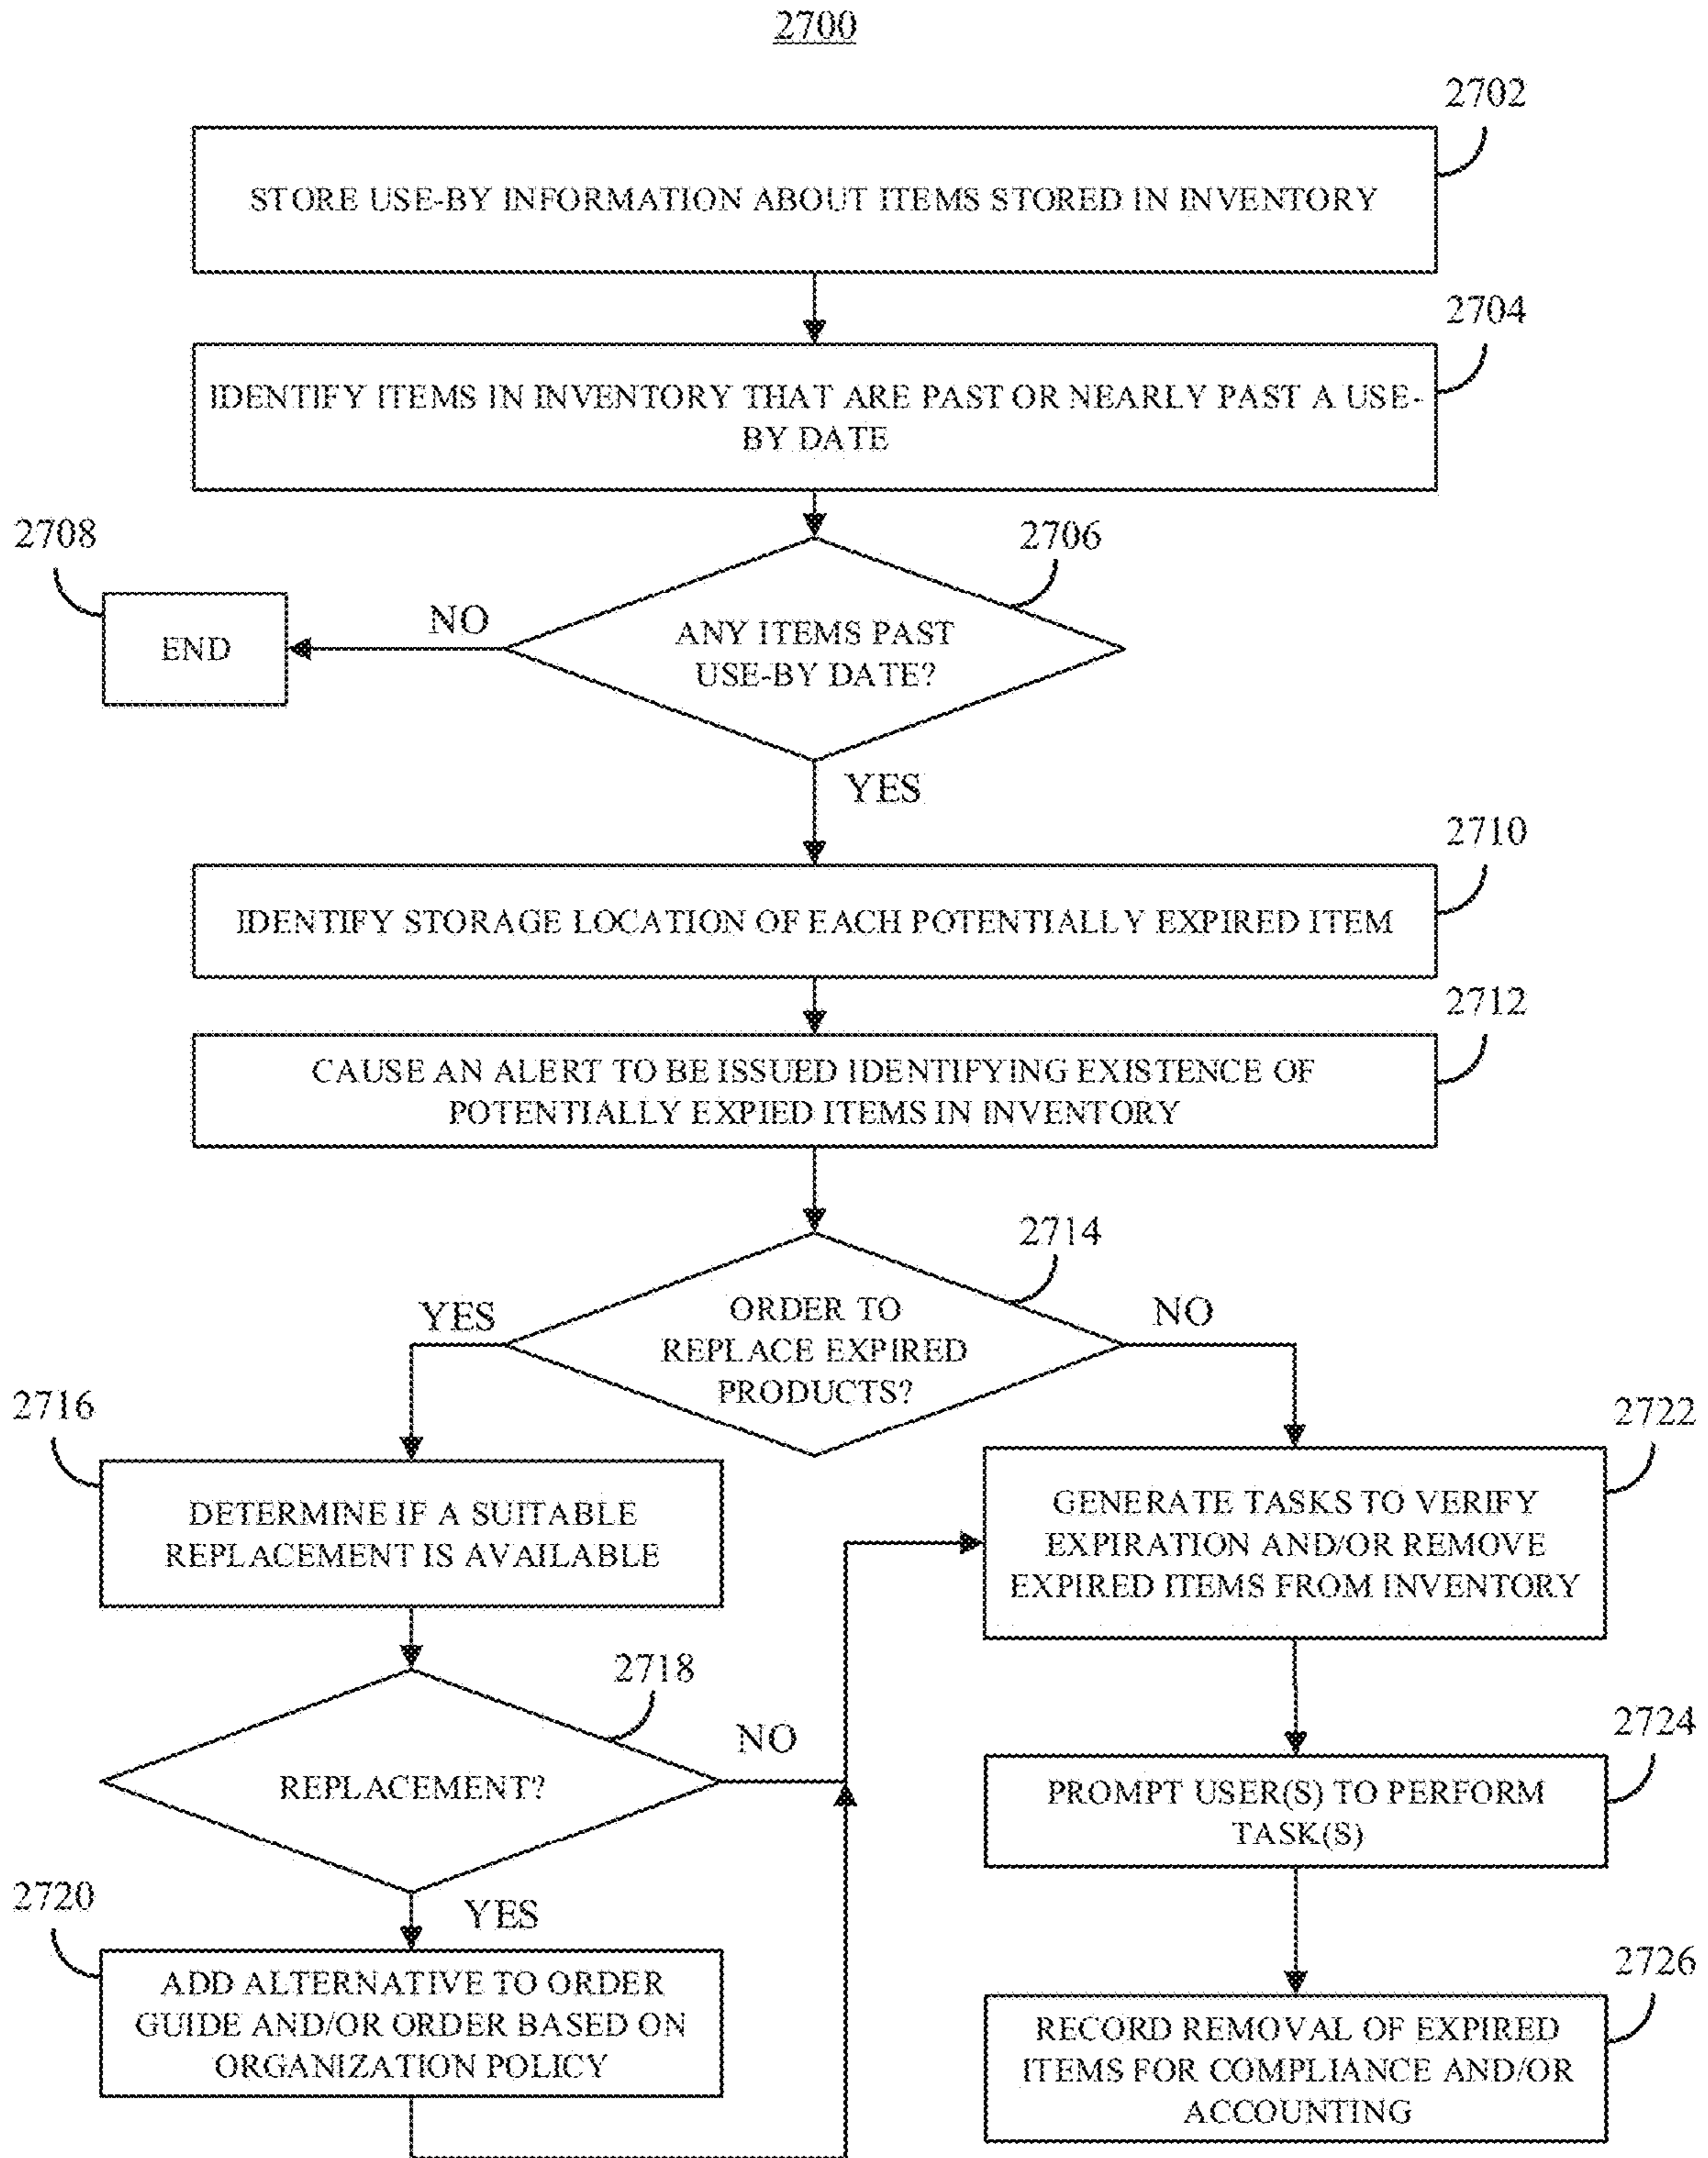 2700
2702
STORE USE-BY INFORMATION ABOUT ITEMS STORED IN INVENTORY
2704
IDENTIFY ITEMS IN INVENTORY THAT ARE PAST OR NEARLY PAST A USE-
BY DATE
2706
2708
ANY ITEMS PAST
USE-BY DATE?
NO
END
YES
2710
IDENTIFY STORAGE LOCATION OF EACH POTENTIALLY EXPIRED ITEM
2712
CAUSE AN ALERT TO BE ISSUED IDENTIFYING EXISTENCE OF
POTENTIALLY EXPIED ITEMS IN INVENTORY
2714
ORDER TO
REPLACE EXPIRED
PRODUCTS?
YES
NO
2716
DETERMINE IF A SUITABLE
REPLACEMENT IS AVAILABLE
2718
REPLACEMENT?
NO
YES
2720
ADD ALTERNATIVE TO ORDER
GUIDE AND/OR ORDER BASED ON
ORGANIZATION POLICY
2722
GENERATE TASKS TO VERIFY
EXPIRATION AND/OR REMOVE
EXPIRED ITEMS FROM INVENTORY
2724
PROMPT USER(S) TO PERFORM
TASK(S)
2726
RECORD REMOVAL OF EXPIRED
ITEMS FOR COMPLIANCE AND/OR
ACCOUNTING